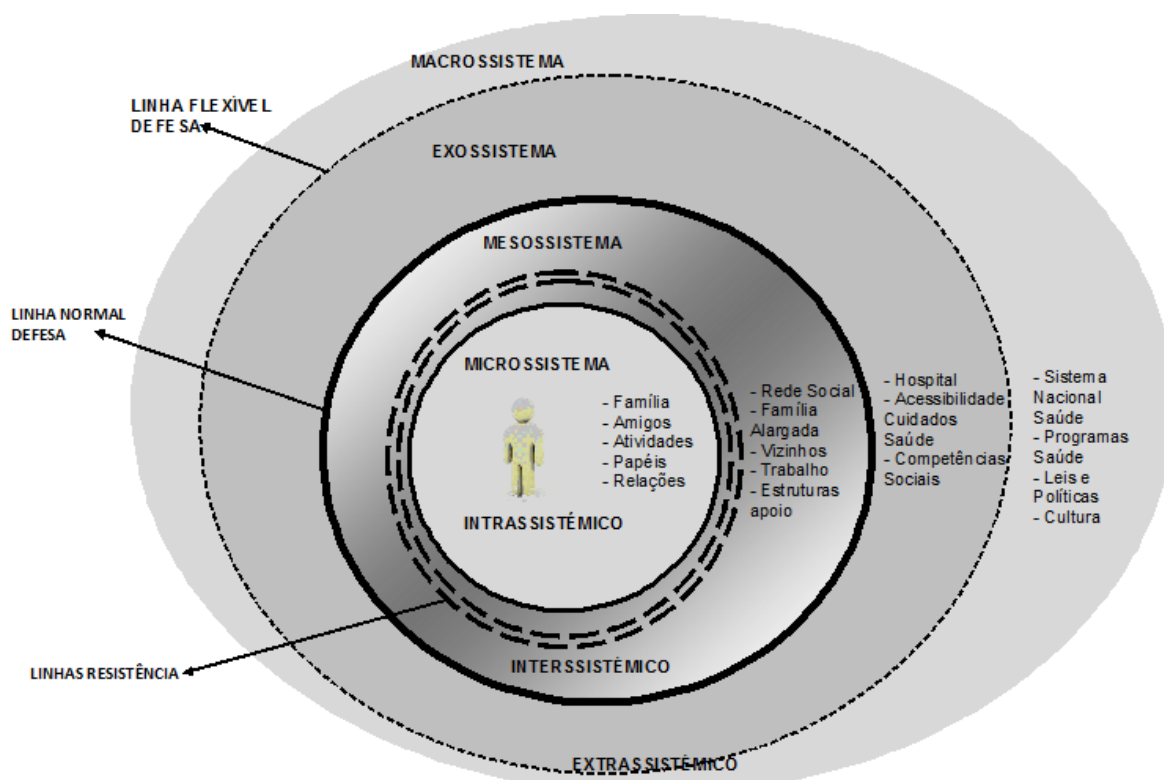 MACROSSISTEMA
LINHA FLEXÍVEL
DEFESA
EXOSSISTEMA
MESOSSISTEMA
LINHA NORMAL
DEFESA
MICROSSISTEMA
- Família
- Amigos
- Atividades
- Papéis
- Relações
- Rede Social
- Família
Alargada
- Vizinhos
- Trabalho
- Estruturas
apoio
- Hospital
- Acessibilidade
Cuidados
Saúde
- Competências
Sociais
- Sistema
Nacional
Saúde
- Programas
Saúde
- Leis e
Políticas
- Cultura
INTRASSISTÉMICO
LINHAS RESISTÊNCIA
INTERSSISTÉMICO
EXTRASSISTÉMICO